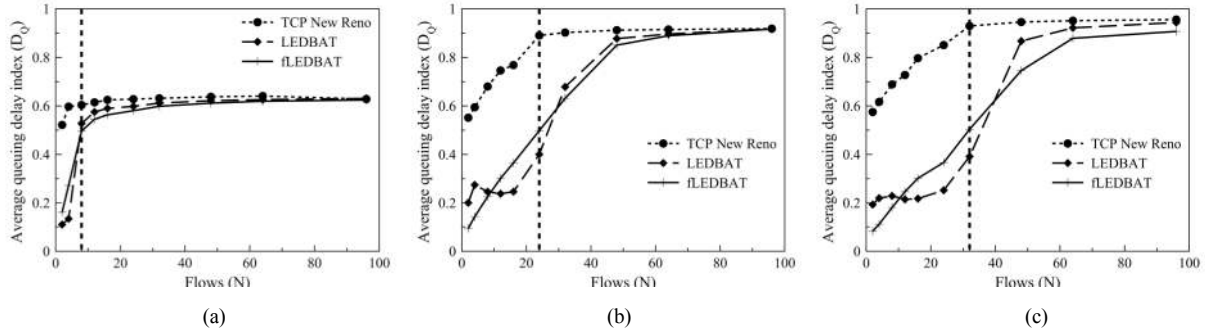 Average queuing delay index (D_Q)
1
0.8
0.6
0.4
0.2
0
0 20 40 60 80 100
Flows (N)
TCP New Reno
LEDBAT
fLEDBAT
(a)
Average queuing delay index (D_Q)
1
0.8
0.6
0.4
0.2
0
0 20 40 60 80 100
Flows (N)
TCP New Reno
LEDBAT
fLEDBAT
(b)
Average queuing delay index (D_Q)
1
0.8
0.6
0.4
0.2
0
0 20 40 60 80 100
Flows (N)
TCP New Reno
LEDBAT
fLEDBAT
(c)